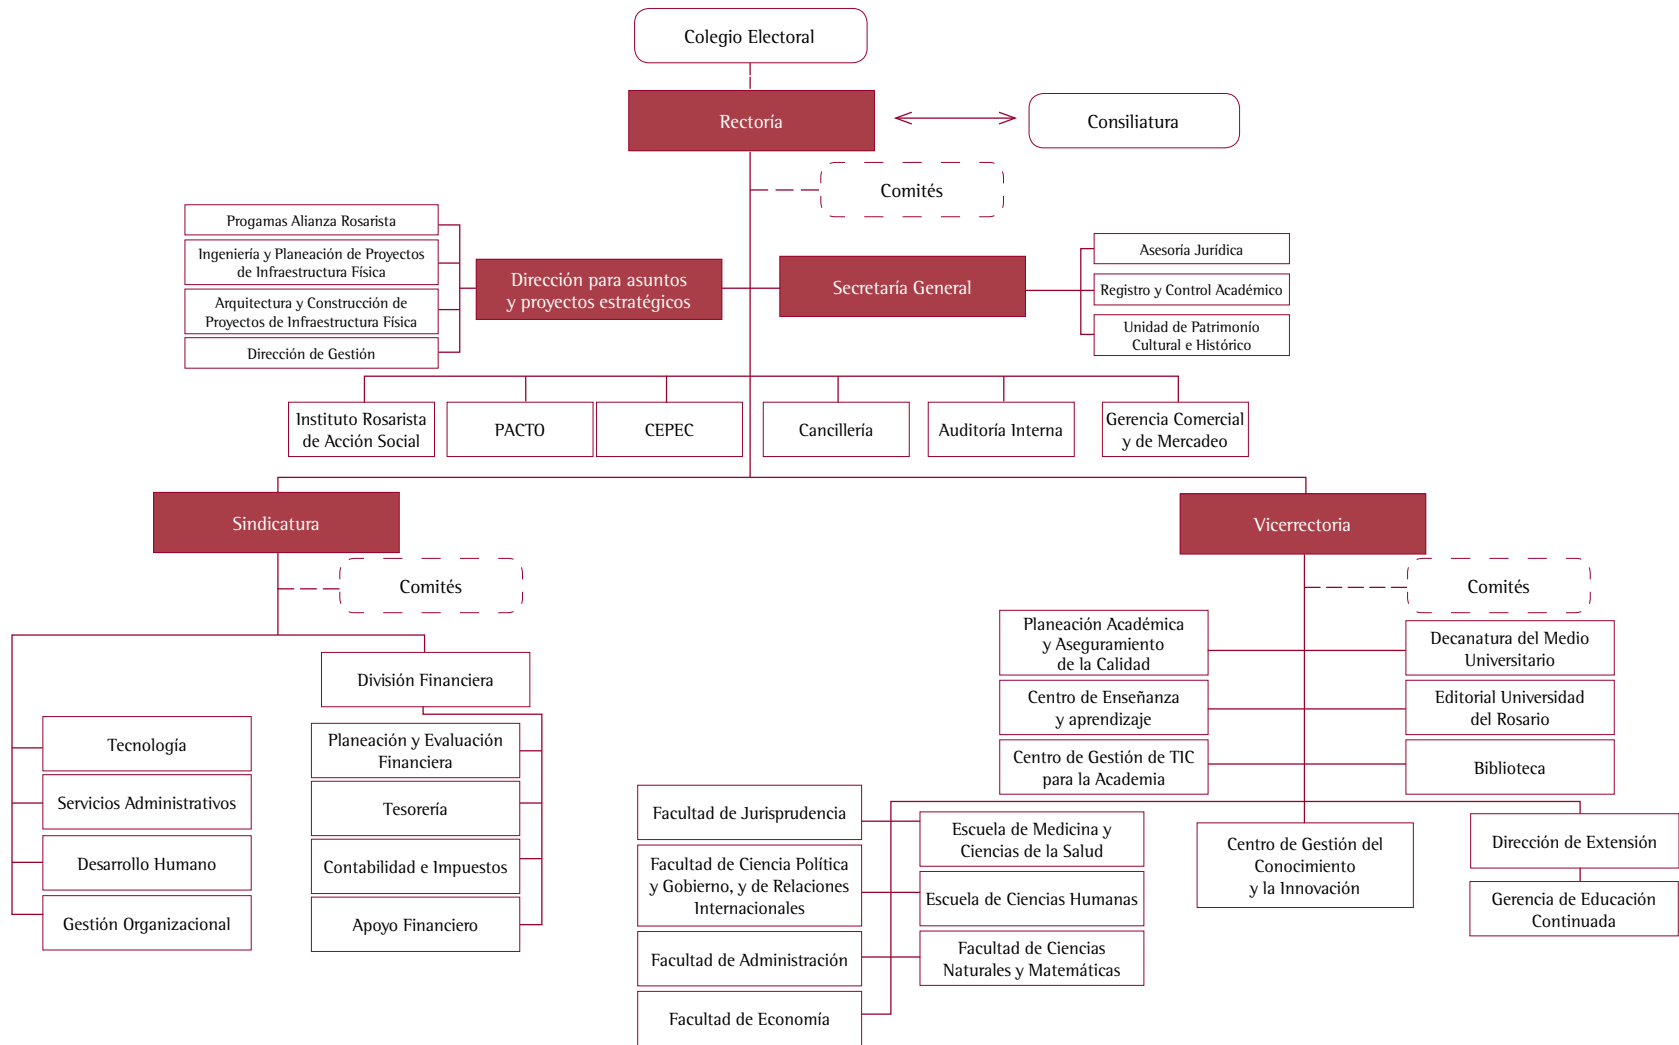 Colegio Electoral
Rectoría
Consiliatura
Comités
Progamas Alianza Rosarista
Ingeniería y Planeación de Proyectos
de Infraestructura Física
Arquitectura y Construcción de
Proyectos de Infraestructura Física
Dirección de Gestión
Dirección para asuntos
y proyectos estratégicos
Secretaría General
Asesoría Jurídica
Registro y Control Académico
Unidad de Patrimonío
Cultural e Histórico
Instituto Rosarista
de Acción Social
PACTO
CEPEC
Cancillería
Auditoría Interna
Gerencia Comercial
y de Mercadeo
Sindicatura
Comités
División Financiera
Tecnología
Servicios Administrativos
Desarrollo Humano
Gestión Organizacional
Planeación y Evaluación
Financiera
Tesorería
Contabilidad e Impuestos
Apoyo Financiero
Vicerrectoria
Comités
Planeación Académica
y Aseguramiento
de la Calidad
Decanatura del Medio
Universitario
Centro de Enseñanza
y aprendizaje
Editorial Universidad
del Rosario
Centro de Gestión de TIC
para la Academia
Biblioteca
Facultad de Jurisprudencia
Escuela de Medicina y
Ciencias de la Salud
Facultad de Ciencia Política
y Gobierno, y de Relaciones
Internacionales
Escuela de Ciencias Humanas
Facultad de Administración
Facultad de Ciencias
Naturales y Matemáticas
Facultad de Economía
Centro de Gestión del
Conocimiento
y la Innovación
Dirección de Extensión
Gerencia de Educación
Continuada